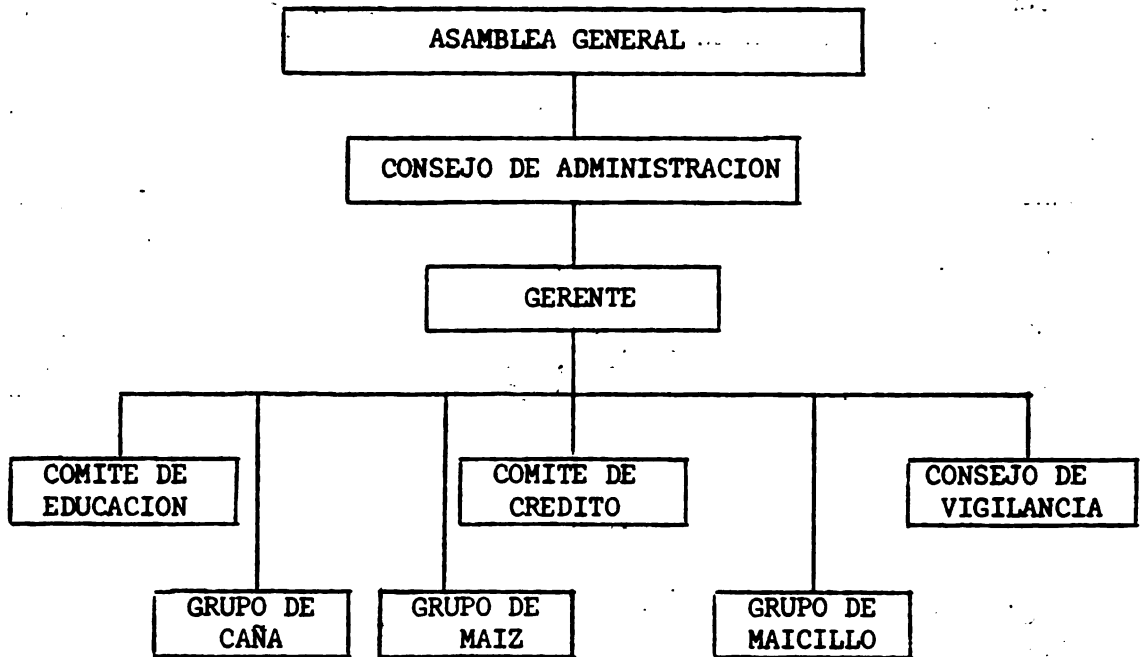 ASAMBLEA GENERAL
CONSEJO DE ADMINISTRACION
GERENTE
COMITE DE
EDUCACION
COMITE DE
CREDITO
CONSEJO DE
VIGILANCIA
GRUPO DE
CAÑA
GRUPO DE
MAIZ
GRUPO DE
MAICILLO